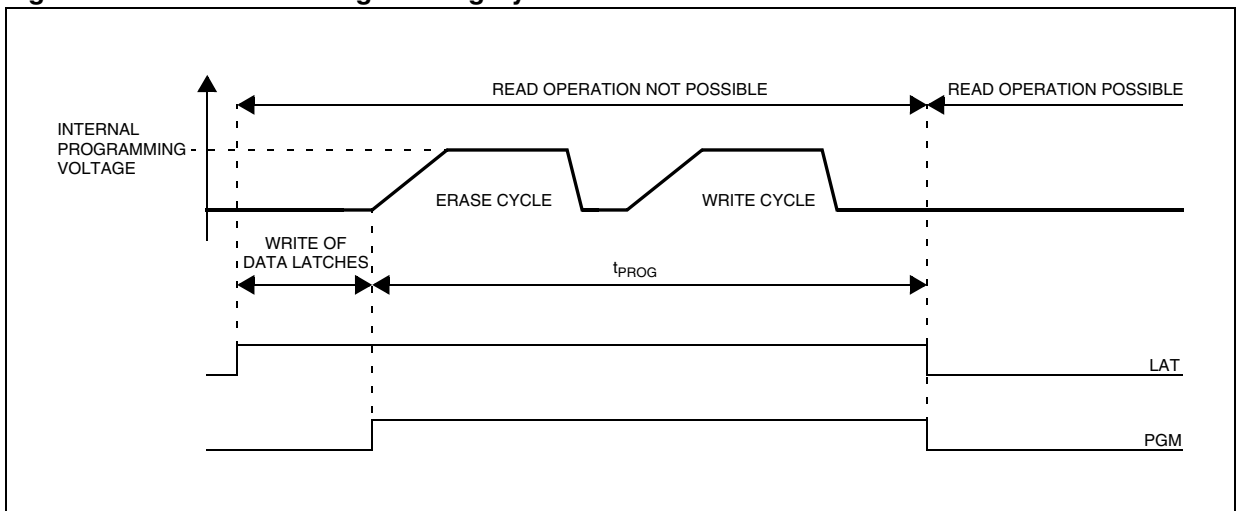 READ OPERATION NOT POSSIBLE
READ OPERATION POSSIBLE
INTERNAL
PROGRAMMING
VOLTAGE
ERASE CYCLE
WRITE CYCLE
WRITE OF
DATA LATCHES
tPROG
LAT
PGM